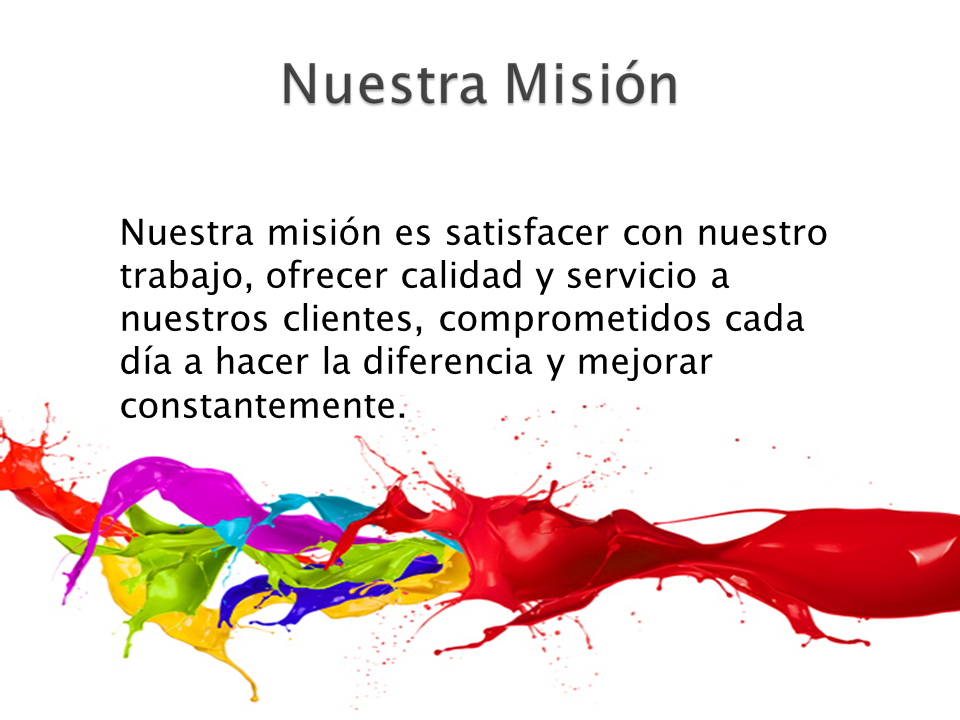 Nuestra Misión
Nuestra misión es satisfacer con nuestro
trabajo, ofrecer calidad y servicio a
nuestros clientes, comprometidos cada
día a hacer la diferencia y mejorar
constantemente.